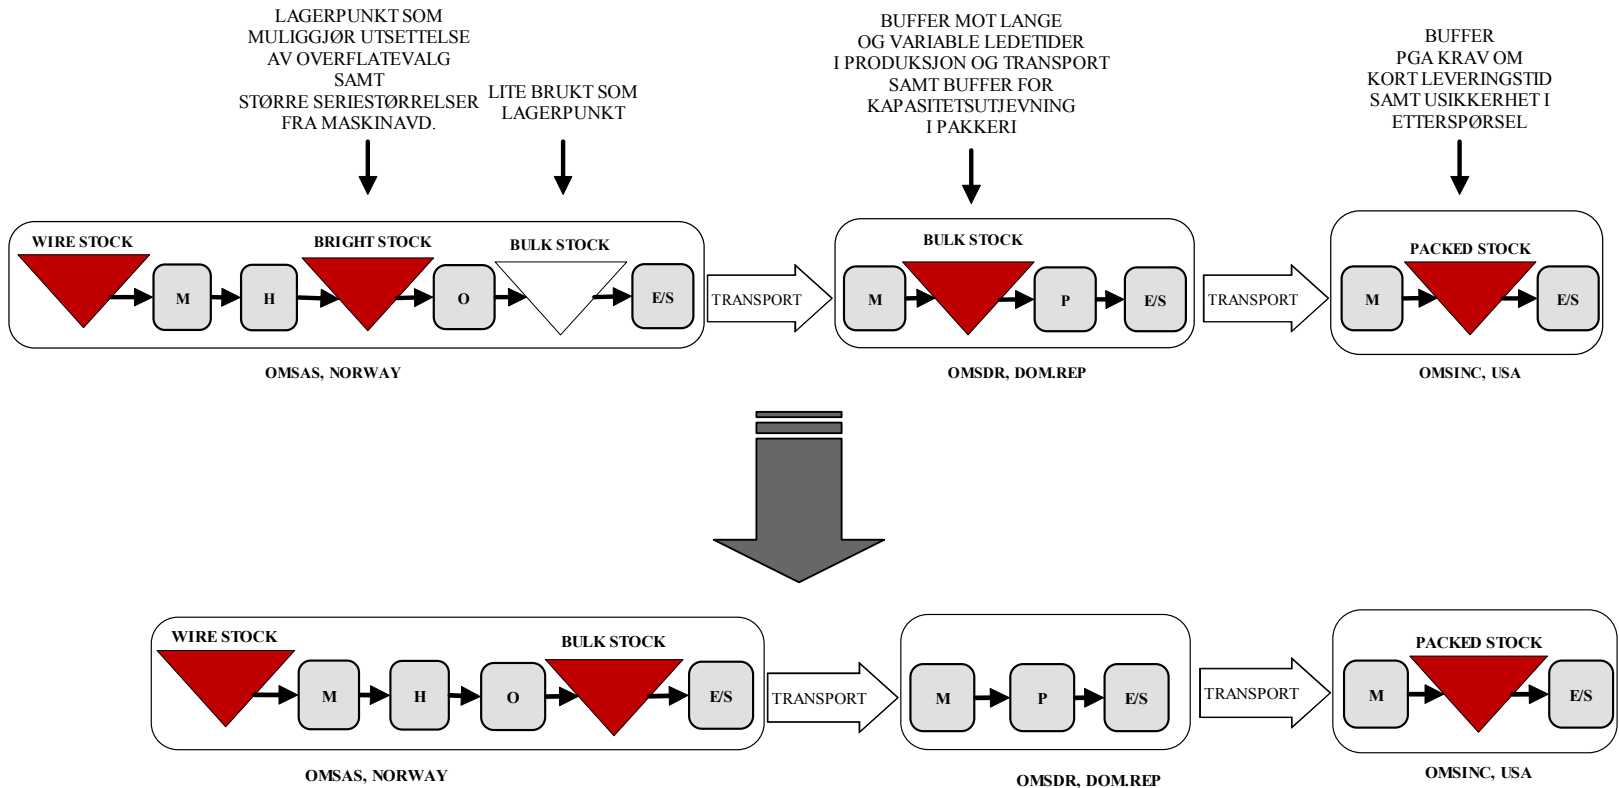 LAGERPUNKT SOM
MULIGGJØR UTSETTELSE
AV OVERFLATEVALG
SAMT
STØRRE SERIESTØRRELSER
FRA MASKINAVD.
LITE BRUKT SOM
LAGERPUNKT
BUFFER MOT LANGE
OG VARIABLE LEDETIDER
I PRODUKSJON OG TRANSPORT
SAMT BUFFER FOR
KAPASITETSUTJEVNING
I PAKKERI
BUFFER
PGA KRAV OM
KORT LEVERINGSTID
SAMT USIKKERHET I
ETTERSPØRSEL
WIRE STOCK
M
H
BRIGHT STOCK
O
BULK STOCK
E/S
OMSAS, NORWAY
TRANSPORT
M
BULK STOCK
P
E/S
OMSDR, DOM.REP
TRANSPORT
M
PACKED STOCK
E/S
OMSINC, USA
WIRE STOCK
M
H
O
BULK STOCK
E/S
OMSAS, NORWAY
TRANSPORT
M
P
E/S
OMSDR, DOM.REP
TRANSPORT
M
PACKED STOCK
E/S
OMSINC, USA